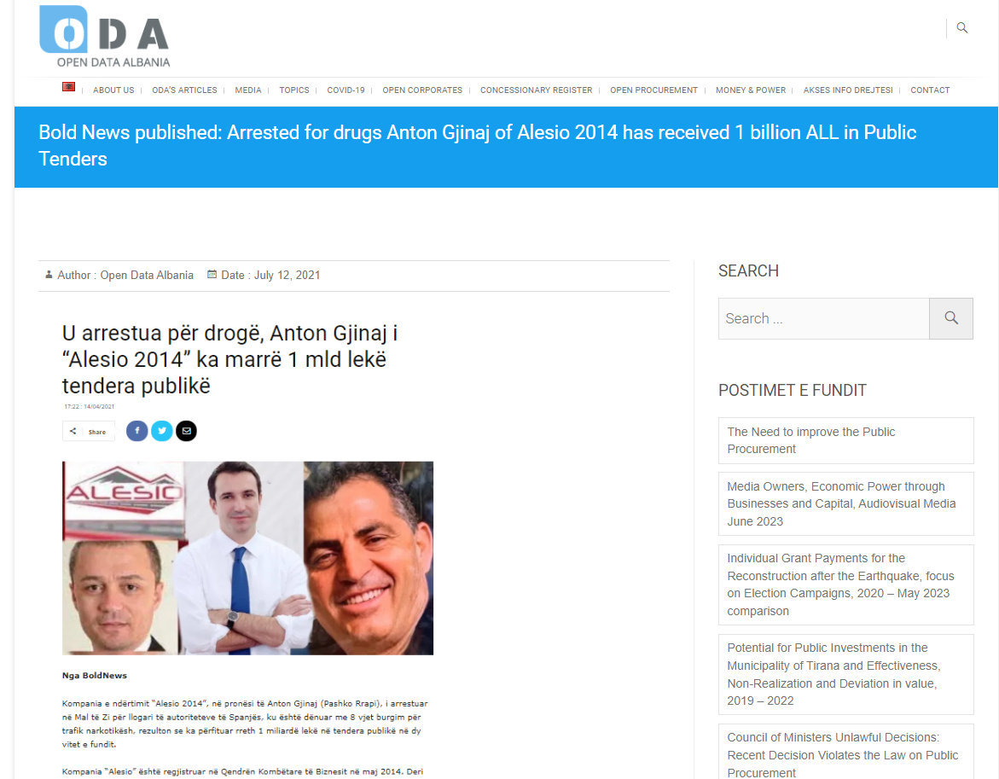 ODA
OPEN DATA ALBANIA
ABOUT US
ODA'S ARTICLES
MEDIA
TOPICS
COVID-19
OPEN CORPORATES
CONCESSIONARY REGISTER
OPEN PROCUREMENT
MONEY & POWER
AKSES INFO DREJTESI
CONTACT
Bold News published: Arrested for drugs Anton Gjinaj of Alesio 2014 has received 1 billion ALL in Public
Tenders
Author : Open Data Albania
Date : July 12, 2021
U arrestua për drogë, Anton Gjinaj i
“Alesio 2014” ka marrë 1 mld lekë
tendera publikë
17:22 : 14/04/2021
Share
ALESIO
Nga BoldNews
Kompania e ndërtimit “Alesio 2014”, në pronësi të Anton Gjinaj (Pashko Rrapi), i arrestuar
në Mal të Zi për llogari të autoriteteve të Spanjës, ku është dënuar me 8 vjet burgim për
trafik narkotikësh, rezulton se ka përfituar rreth 1 miliardë lekë në tendera publikë në dy
vitet e fundit.
Kompania “Alesio” është regjistruar në Qendrën Kombëtare të Biznesit në maj 2014. Deri
SEARCH
Search ...
POSTIMET E FUNDIT
The Need to improve the Public
Procurement
Media Owners, Economic Power through
Businesses and Capital, Audiovisual Media
June 2023
Individual Grant Payments for the
Reconstruction after the Earthquake, focus
on Election Campaigns, 2020 – May 2023
comparison
Potential for Public Investments in the
Municipality of Tirana and Effectiveness,
Non-Realization and Deviation in value,
2019 – 2022
Council of Ministers Unlawful Decisions:
Recent Decision Violates the Law on Public
Procurement